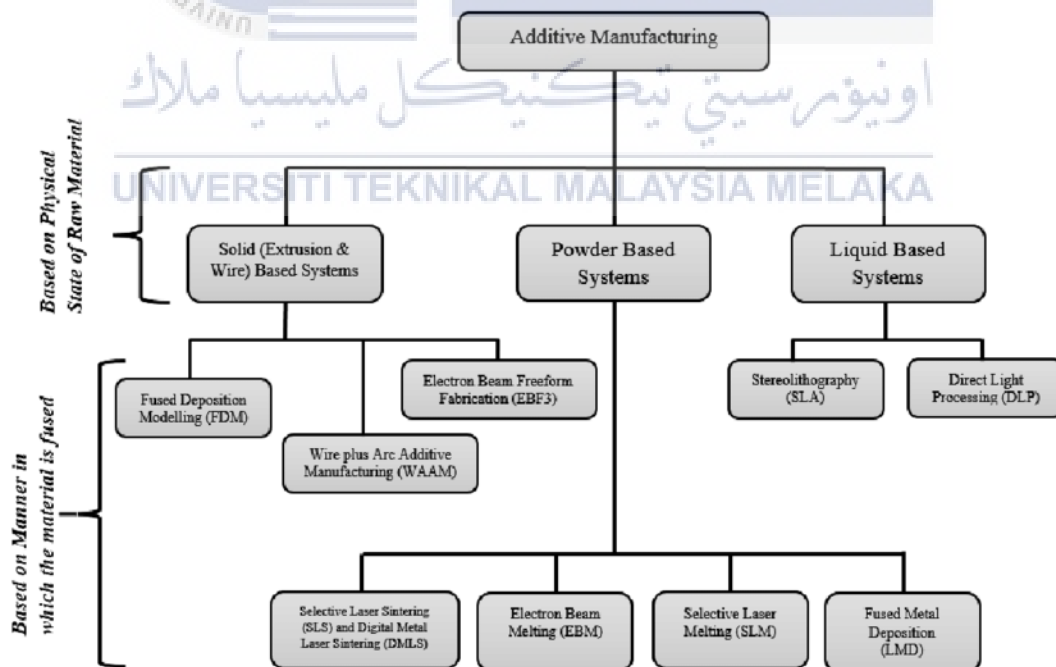 UNIV
Additive Manufacturing
اونيۏرسيتي تيكنيكل مليسيا ملاك
UNIVERSITI TEKNIKAL MALAYSIA MELAKA
Based on Physical
State of Raw Material
Solid (Extrusion &
Wire) Based Systems
Powder Based
Systems
Liquid Based
Systems
Based on Manner in
which the material is fused
Fused Deposition
Modelling (FDM)
Wire plus Arc Additive
Manufacturing (WAAM)
Electron Beam Freeform
Fabrication (EBF3)
Stereolithography
(SLA)
Direct Light
Processing (DLP)
Selective Laser Sintering
(SLS) and Digital Metal
Laser Sintering (DMLS)
Electron Beam
Melting (EBM)
Selective Laser
Melting (SLM)
Fused Metal
Deposition
(LMD)